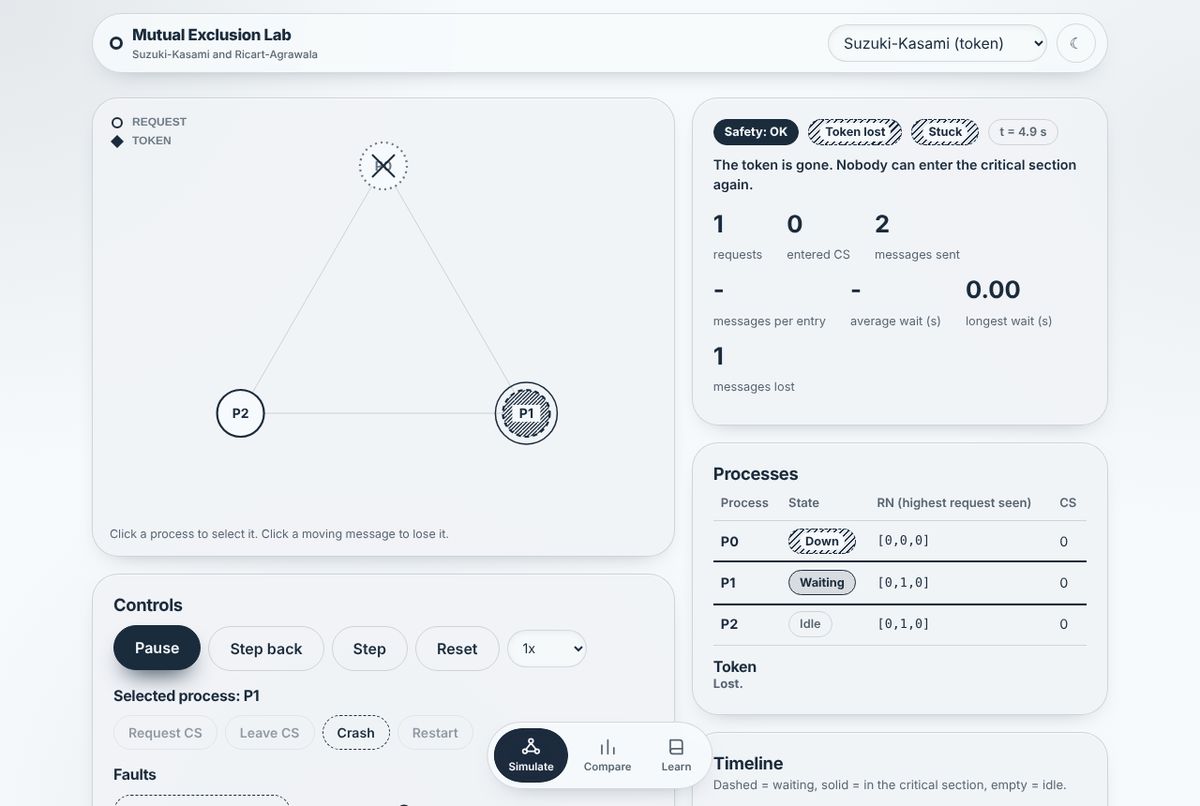 Mutual Exclusion Lab
Suzuki-Kasami and Ricart-Agrawala
Suzuki-Kasami (token)
REQUEST
TOKEN
P2
P1
Click a process to select it. Click a moving message to lose it.
Safety: OK
Token lost
Stuck
t = 4.9 s
The token is gone. Nobody can enter the critical section
again.
1
0
2
requests
entered CS
messages sent
-
-
0.00
messages per entry
average wait (s)
longest wait (s)
1
messages lost
Processes
Process State RN (highest request seen) CS
P0 Down [0,0,0] 0
P1 Waiting [0,1,0] 0
P2 Idle [0,1,0] 0
Token
Lost.
Controls
Pause
Step back
Step
Reset
1x
Selected process: P1
Request CS
Leave CS
Crash
Restart
Faults
Simulate
Compare
Learn
Timeline
Dashed = waiting, solid = in the critical section, empty = idle.